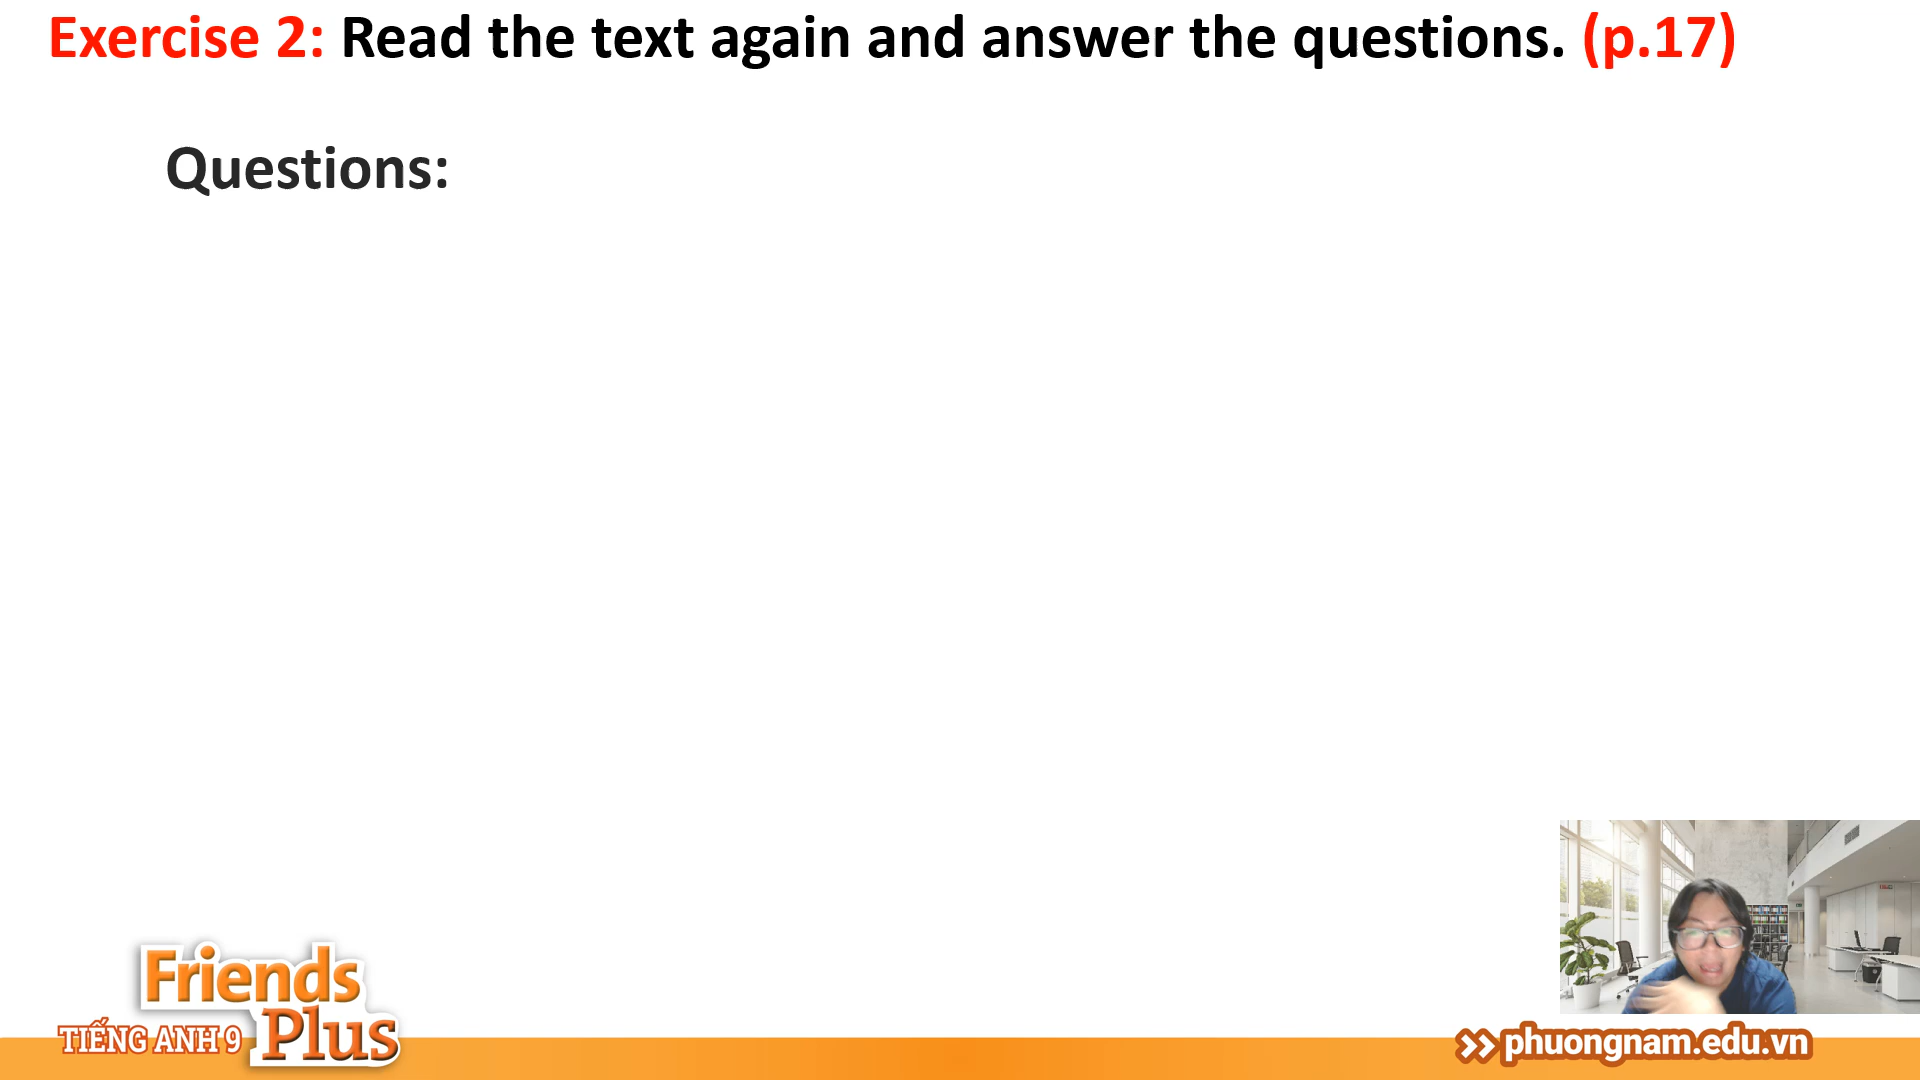 Exercise 2: Read the text again and answer the questions. (p.17)
Questions:
Friends
Plus
TIẾNG ANH 9
phuongnam.edu.vn